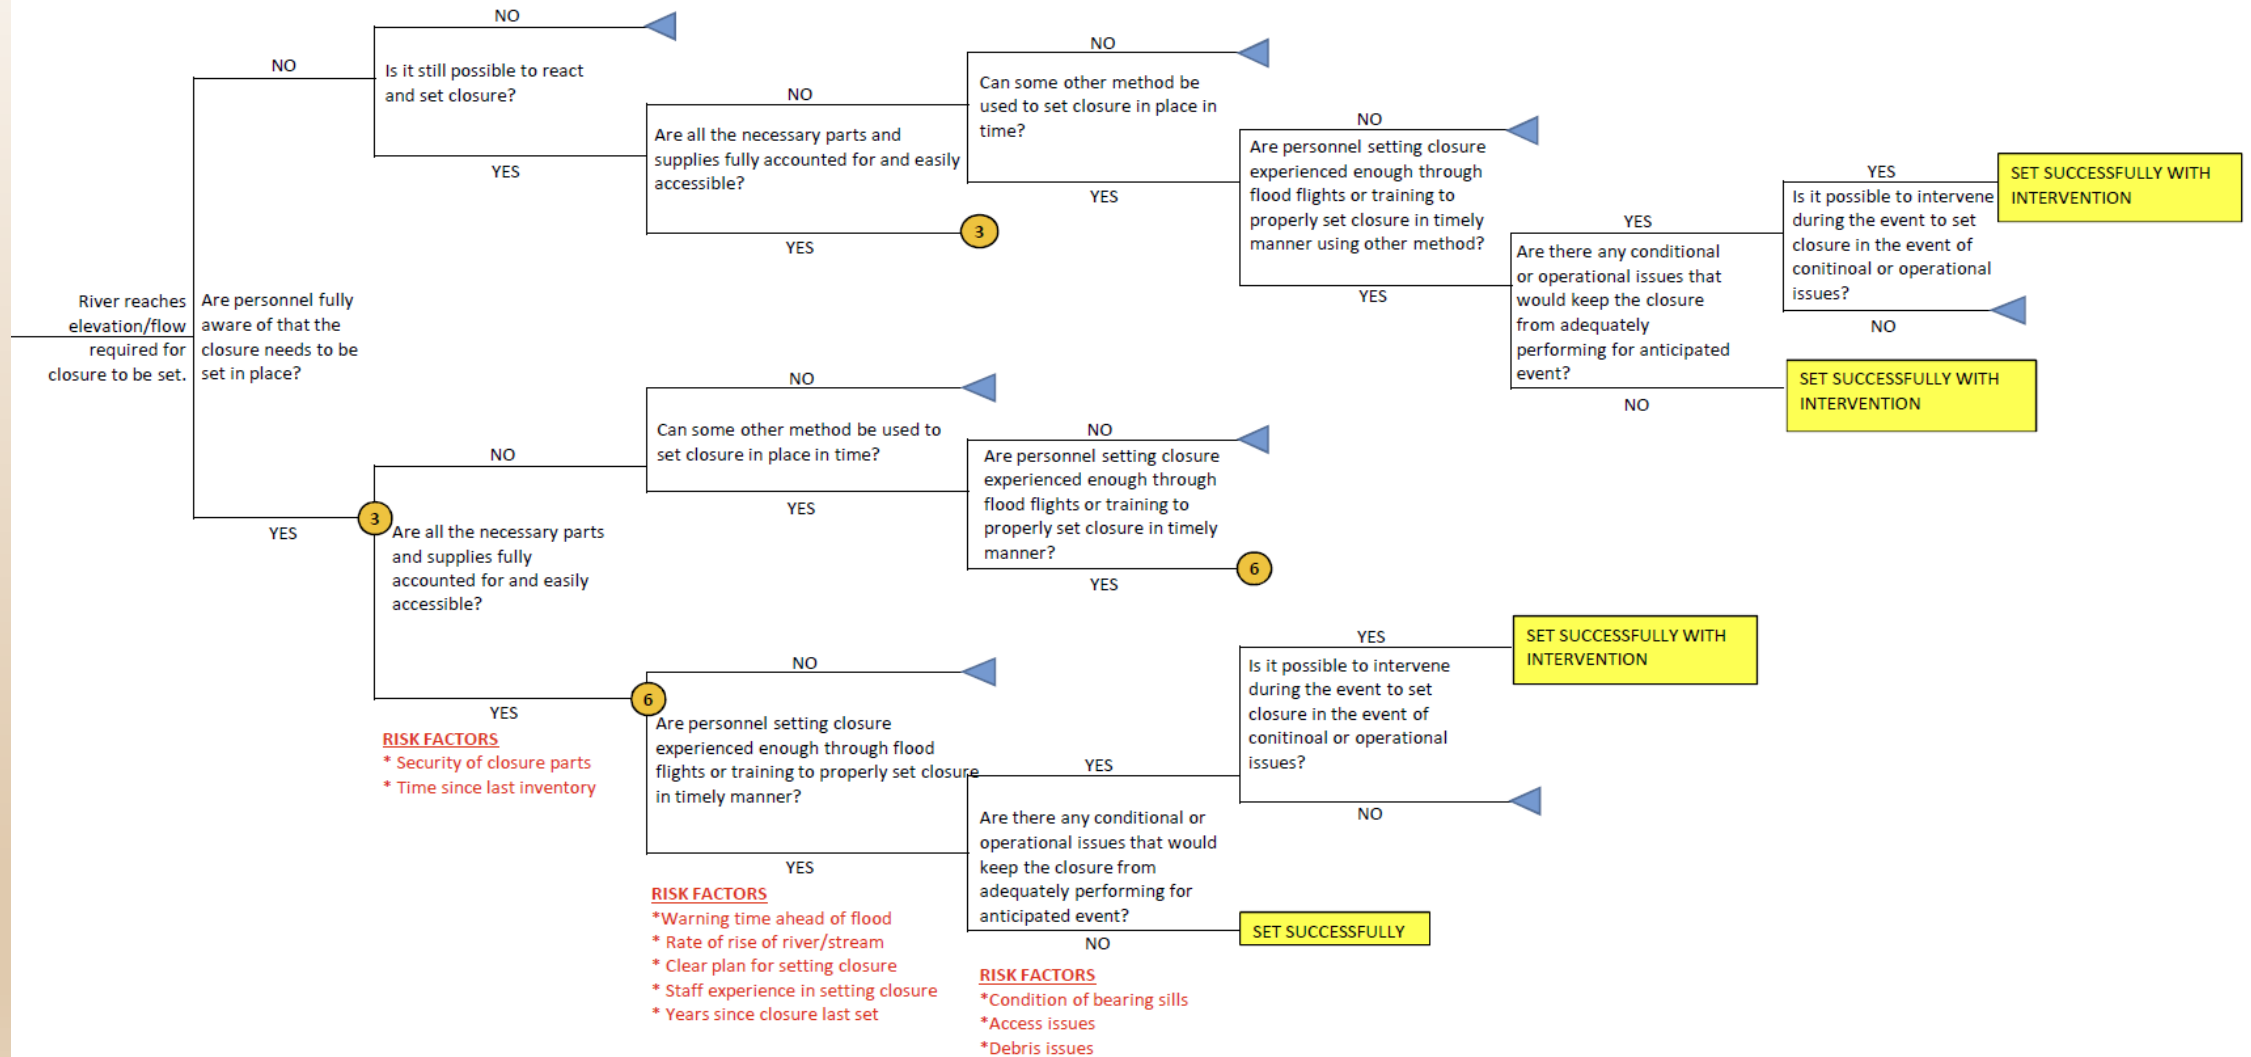 River reaches
elevation/flow
required for
closure to be set.
Are personnel fully
aware of that the
closure needs to be
set in place?
NO
YES
NO
Is it still possible to react
and set closure?
YES
NO
Are all the necessary parts and
supplies fully accounted for and easily
accessible?
YES
3
NO
Can some other method be
used to set closure in place in
time?
YES
NO
Are personnel setting closure
experienced enough through
flood flights or training to
properly set closure in timely
manner using other method?
YES
YES
Are there any conditional
or operational issues that
would keep the closure
from adequately
performing for anticipated
event?
NO
YES
Is it possible to intervene
during the event to set
closure in the event of
conitinoal or operational
issues?
NO
SET SUCCESSFULLY WITH
INTERVENTION
SET SUCCESSFULLY WITH
INTERVENTION
3
NO
Are all the necessary parts
and supplies fully
accounted for and easily
accessible?
YES
RISK FACTORS
* Security of closure parts
* Time since last inventory
NO
Can some other method be used to
set closure in place in time?
YES
NO
Are personnel setting closure
experienced enough through
flood flights or training to
properly set closure in timely
manner?
YES
6
6
NO
Are personnel setting closure
experienced enough through flood
flights or training to properly set closure
in timely manner?
YES
RISK FACTORS
*Warning time ahead of flood
* Rate of rise of river/stream
* Clear plan for setting closure
* Staff experience in setting closure
* Years since closure last set
YES
Are there any conditional or
operational issues that would
keep the closure from
adequately performing for
anticipated event?
NO
RISK FACTORS
*Condition of bearing sills
*Access issues
*Debris issues
YES
Is it possible to intervene
during the event to set
closure in the event of
conitinoal or operational
issues?
NO
SET SUCCESSFULLY WITH
INTERVENTION
SET SUCCESSFULLY